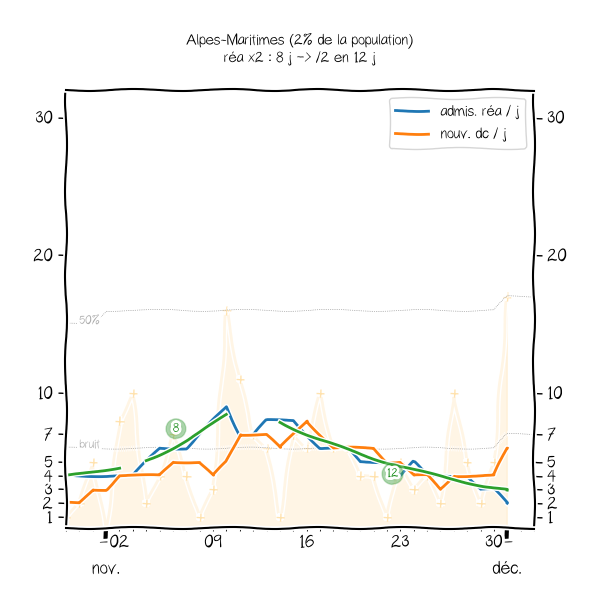 Alpes-Maritimes (2% de la population)
réa x2 : 8 j -> /2 en 12 j
admis. réa / j
nouv. dc / j
30 30
20 20
50%
10 10
8
7 7
bruit
5 5
12
4 4
3 3
2 2
1 1
02 09 16 23 30
nov. déc.